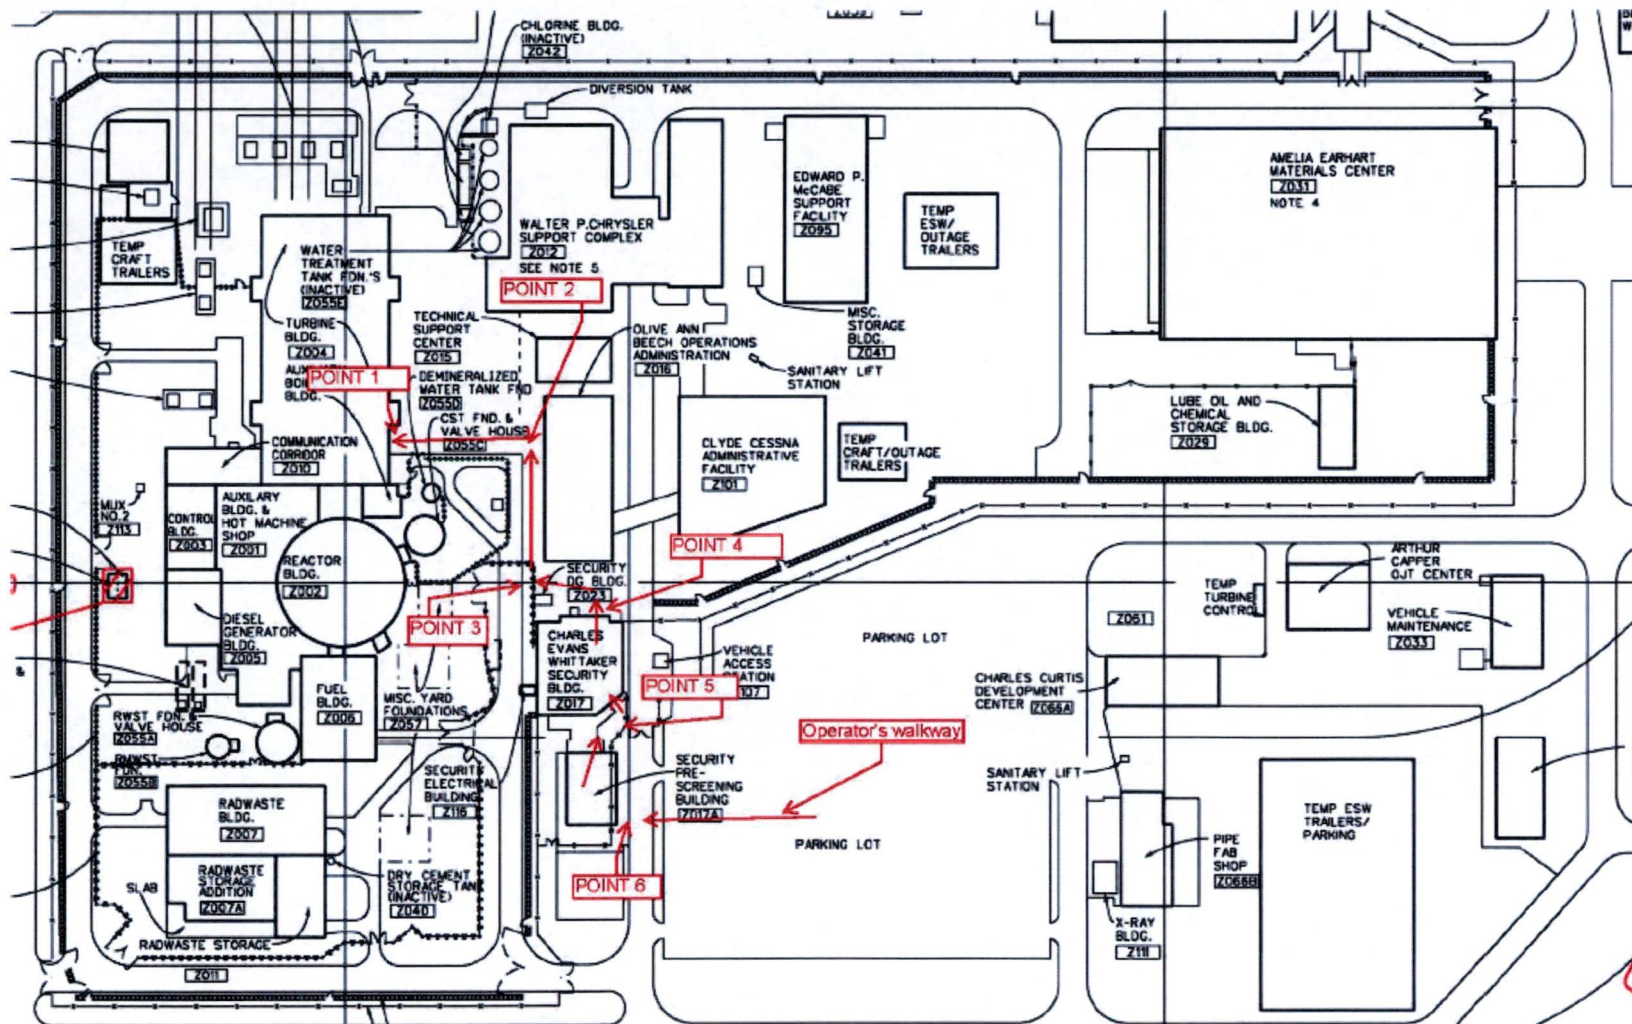 CHLORINE BLDG.
(INACTIVE)
Z042
DIVERSION TANK
AMELIA EARHART
MATERIALS CENTER
Z031
NOTE 4
EDWARD P.
McCABE
SUPPORT
FACILITY
Z095
TEMP
ESW/
OUTAGE
TRAILERS
WALTER P.CHRYSLER
SUPPORT COMPLEX
Z012
SEE NOTE 5
POINT 2
TEMP
CRAFT
TRAILERS
WATER
TREATMENT
TANK FDN.'S
(INACTIVE)
Z055E
TURBINE
BLDG.
Z004
POINT 1
BLDG.
TECHNICAL
SUPPORT
CENTER
Z015
OLIVE ANN
BEECH OPERATIONS
ADMINISTRATION
Z016
MISC.
STORAGE
BLDG.
Z041
SANITARY LIFT
STATION
DEMINERALIZED
WATER TANK FND
Z055D
CST FND. &
VALVE HOUSE
Z055C
LUBE OIL AND
CHEMICAL
STORAGE BLDG.
Z029
COMMUNICATION
CORRIDOR
Z010
CLYDE CESSNA
ADMINISTRATIVE
FACILITY
Z101
TEMP
CRAFT/OUTAGE
TRAILERS
MUX
NO.2
Z113
CONTROL
BLDG.
Z003
AUXILARY
BLDG. &
HOT MACHINE
SHOP
Z001
REACTOR
BLDG.
Z002
POINT 4
SECURITY
DG BLDG.
Z023
ARTHUR
CAPPER
OJT CENTER
TEMP
TURBINE
CONTROL
Z061
VEHICLE
MAINTENANCE
Z033
DIESEL
GENERATOR
BLDG.
Z005
POINT 3
CHARLES
EVANS
WHITTAKER
SECURITY
BLDG.
Z017
PARKING LOT
VEHICLE
ACCESS
STATION
POINT 5
CHARLES CURTIS
DEVELOPMENT
CENTER
Z066A
FUEL
BLDG.
Z006
MISC. YARD
FOUNDATIONS
Z057
RWST FDN. &
VALVE HOUSE
Z055A
RMWST
FDN.
Z055B
Operator's walkway
SECURITY
ELECTRICAL
BUILDING
Z116
SECURITY
PRE-
SCREENING
BUILDING
Z017A
SANITARY LIFT
STATION
RADWASTE
BLDG.
Z007
TEMP ESW
TRAILERS/
PARKING
PARKING LOT
PIPE
FAB
SHOP
Z066B
RADWASTE
STORAGE
ADDITION
Z007A
SLAB
DRY CEMENT
STORAGE TANK
(INACTIVE)
Z040
POINT 6
X-RAY
BLDG.
Z111
RADWASTE STORAGE
Z011